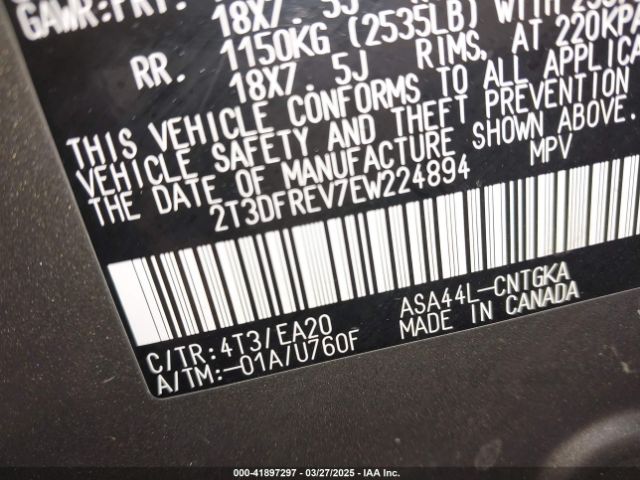 GAWR:FRT.
18X7.5J
RR. 1150KG (2535LB) WITH
18X7.5J RIMS, AT 220KPA
THIS VEHICLE CONFORMS TO ALL APPLICA
VEHICLE SAFETY AND THEFT PREVENTION
THE DATE OF MANUFACTURE SHOWN ABOVE.
2T3DFREV7EW224894 MPV
C/TR:4T3/EA20 ASA44L-CNTGKA
A/TM:-01A/U760F MADE IN CANADA
000-41897297 / 03/27/2025 - IAA Inc.